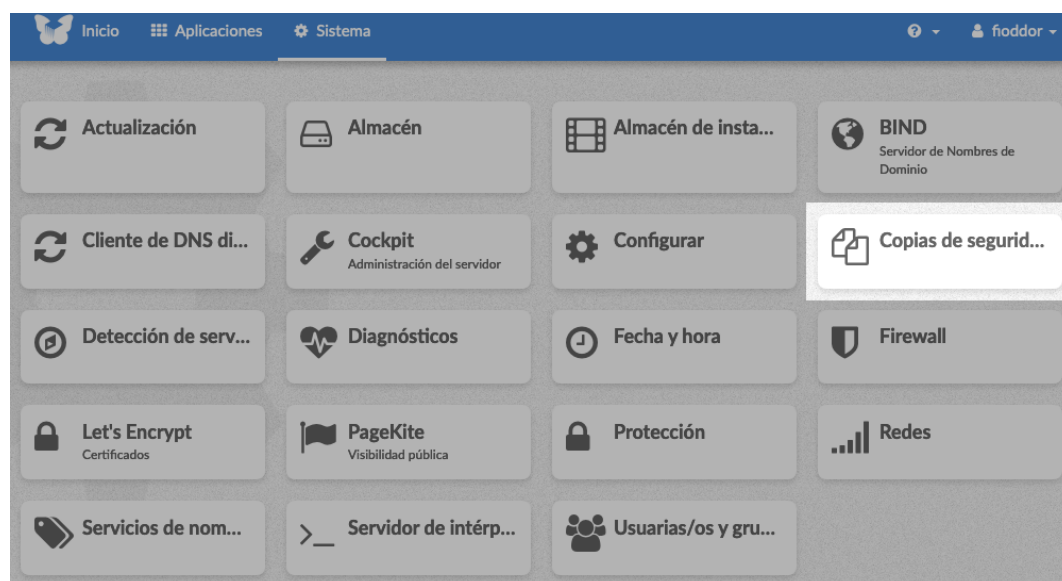 Inicio Aplicaciones Sistema fioddor
Actualización
Almacén
Almacén de insta...
BIND
Servidor de Nombres de
Dominio
Cliente de DNS di...
Cockpit
Administración del servidor
Configurar
Copias de segurid...
Detección de serv...
Diagnósticos
Fecha y hora
Firewall
Let's Encrypt
Certificados
PageKite
Visibilidad pública
Protección
Redes
Servicios de nom...
Servidor de intérp...
Usuarias/os y gru...